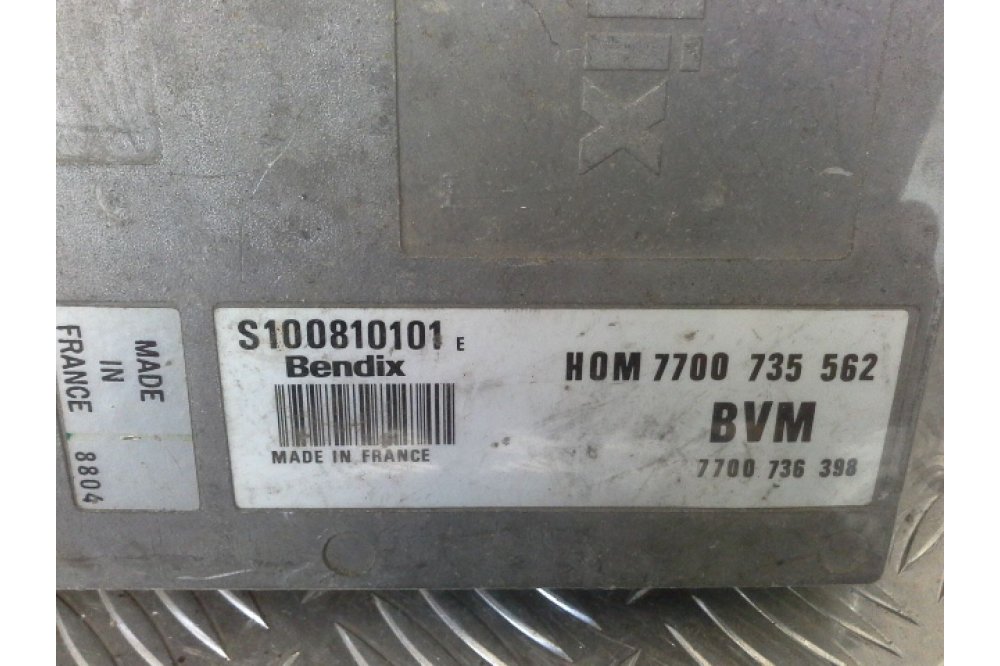 S100810101 E
Bendix
MADE IN FRANCE
HOM 7700 735 562
BVM
7700 736 398
MADE
IN
FRANCE 8804